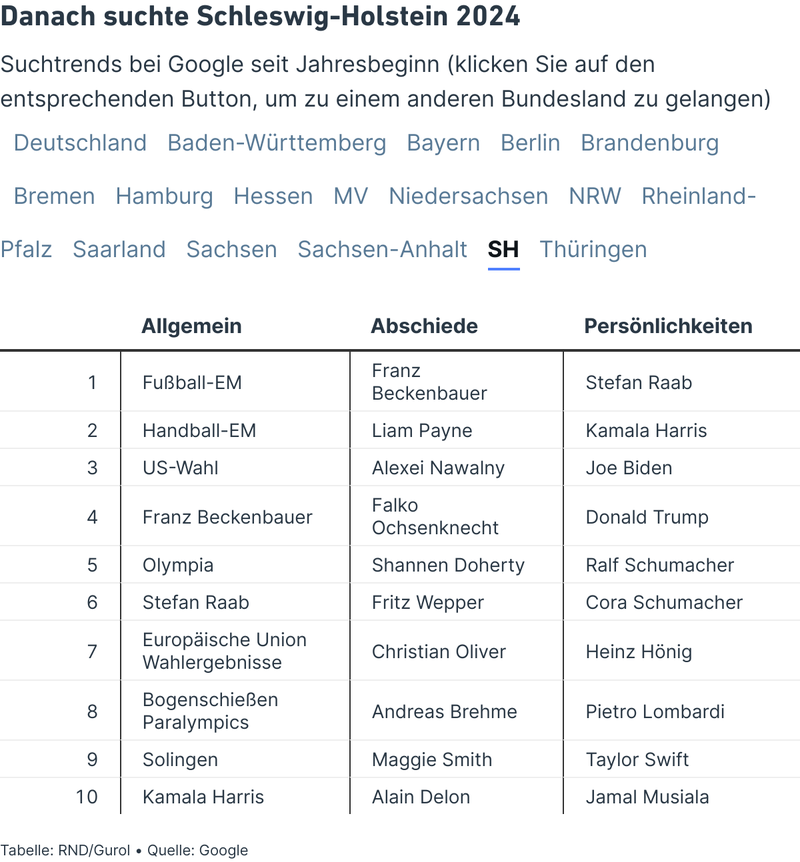 Danach suchte Schleswig-Holstein 2024
Suchtrends bei Google seit Jahresbeginn (klicken Sie auf den
entsprechenden Button, um zu einem anderen Bundesland zu gelangen)
Deutschland Baden-Württemberg Bayern Berlin Brandenburg
Bremen Hamburg Hessen MV Niedersachsen NRW Rheinland-
Pfalz Saarland Sachsen Sachsen-Anhalt SH Thüringen
Allgemein Abschiede Persönlichkeiten
1 Fußball-EM Franz Beckenbauer Stefan Raab
2 Handball-EM Liam Payne Kamala Harris
3 US-Wahl Alexei Nawalny Joe Biden
4 Franz Beckenbauer Falko Ochsenknecht Donald Trump
5 Olympia Shannen Doherty Ralf Schumacher
6 Stefan Raab Fritz Wepper Cora Schumacher
7 Europäische Union Wahlergebnisse Christian Oliver Heinz Hönig
8 Bogenschießen Paralympics Andreas Brehme Pietro Lombardi
9 Solingen Maggie Smith Taylor Swift
10 Kamala Harris Alain Delon Jamal Musiala
Tabelle: RND/Gurol • Quelle: Google